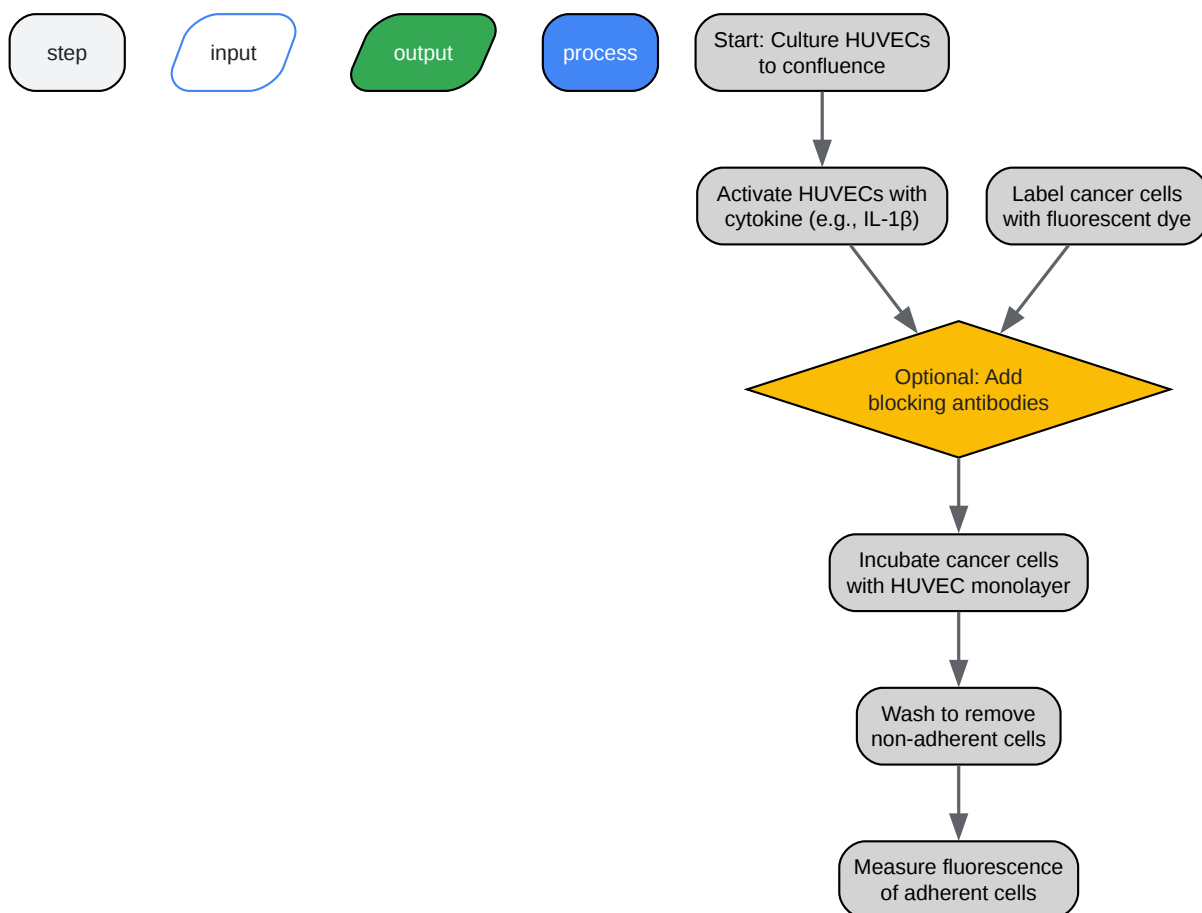 step
input
output
process
Start: Culture HUVECs
to confluence
Activate HUVECs with
cytokine (e.g., IL-1β)
Label cancer cells
with fluorescent dye
Optional: Add
blocking antibodies
Incubate cancer cells
with HUVEC monolayer
Wash to remove
non-adherent cells
Measure fluorescence
of adherent cells